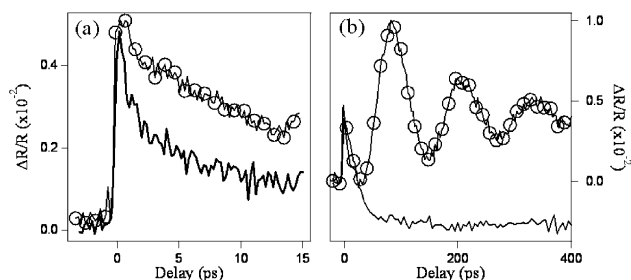 (a)
ΔR/R (x10⁻²)
0.4
0.2
0.0
0
5
10
15
Delay (ps)
(b)
1.0
0.5
0.0
ΔR/R (x10⁻²)
0
200
400
Delay (ps)